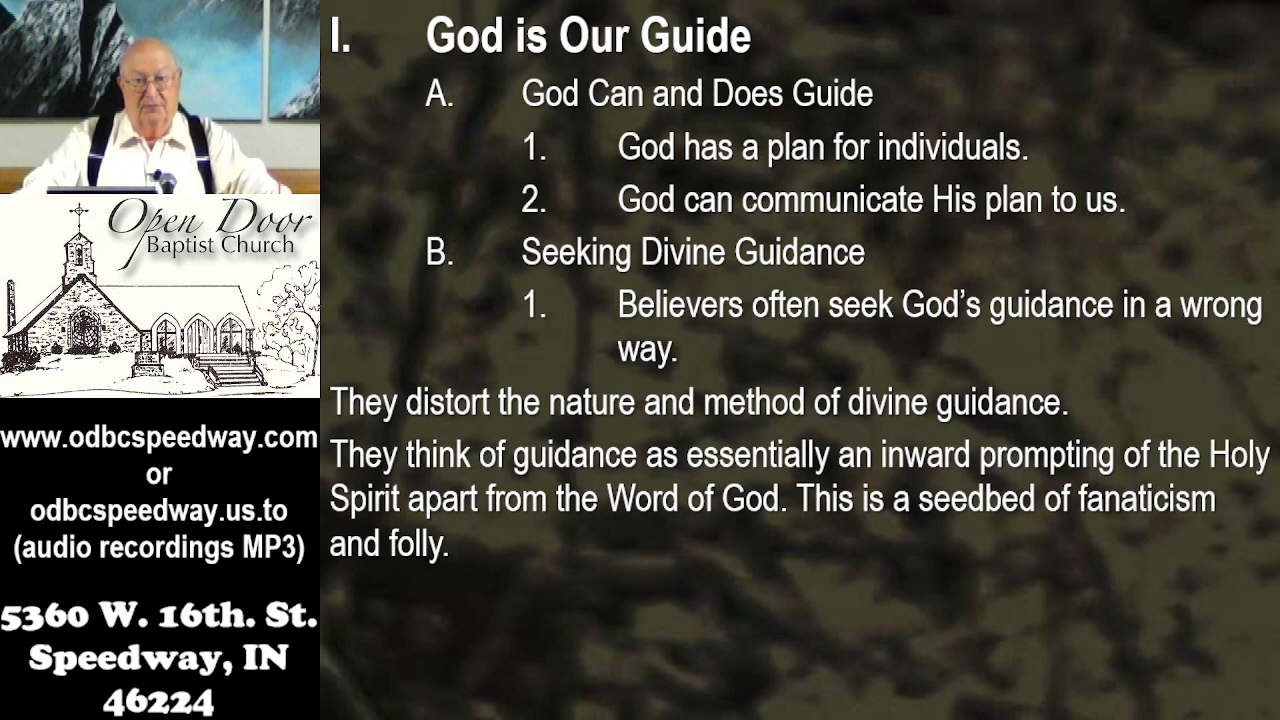 I. God is Our Guide
A. God Can and Does Guide
1. God has a plan for individuals.
2. God can communicate His plan to us.
B. Seeking Divine Guidance
1. Believers often seek God’s guidance in a wrong
way.
They distort the nature and method of divine guidance.
They think of guidance as essentially an inward prompting of the Holy
Spirit apart from the Word of God. This is a seedbed of fanaticism
and folly.
Open Door
Baptist Church
www.odbcspeedway.com
or
odbcspeedway.us.to
(audio recordings MP3)
5360 W. 16th. St.
Speedway, IN
46224